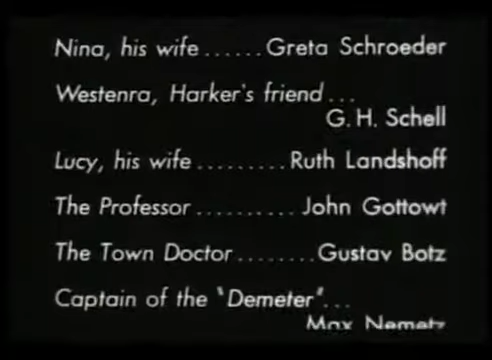 Nina, his wife ...... Greta Schroeder
Westenra, Harker's friend ...
G. H. Schell
Lucy, his wife ......... Ruth Landshoff
The Professor .......... John Gottowt
The Town Doctor ........ Gustav Botz
Captain of the "Demeter" ...
Max Nemetz